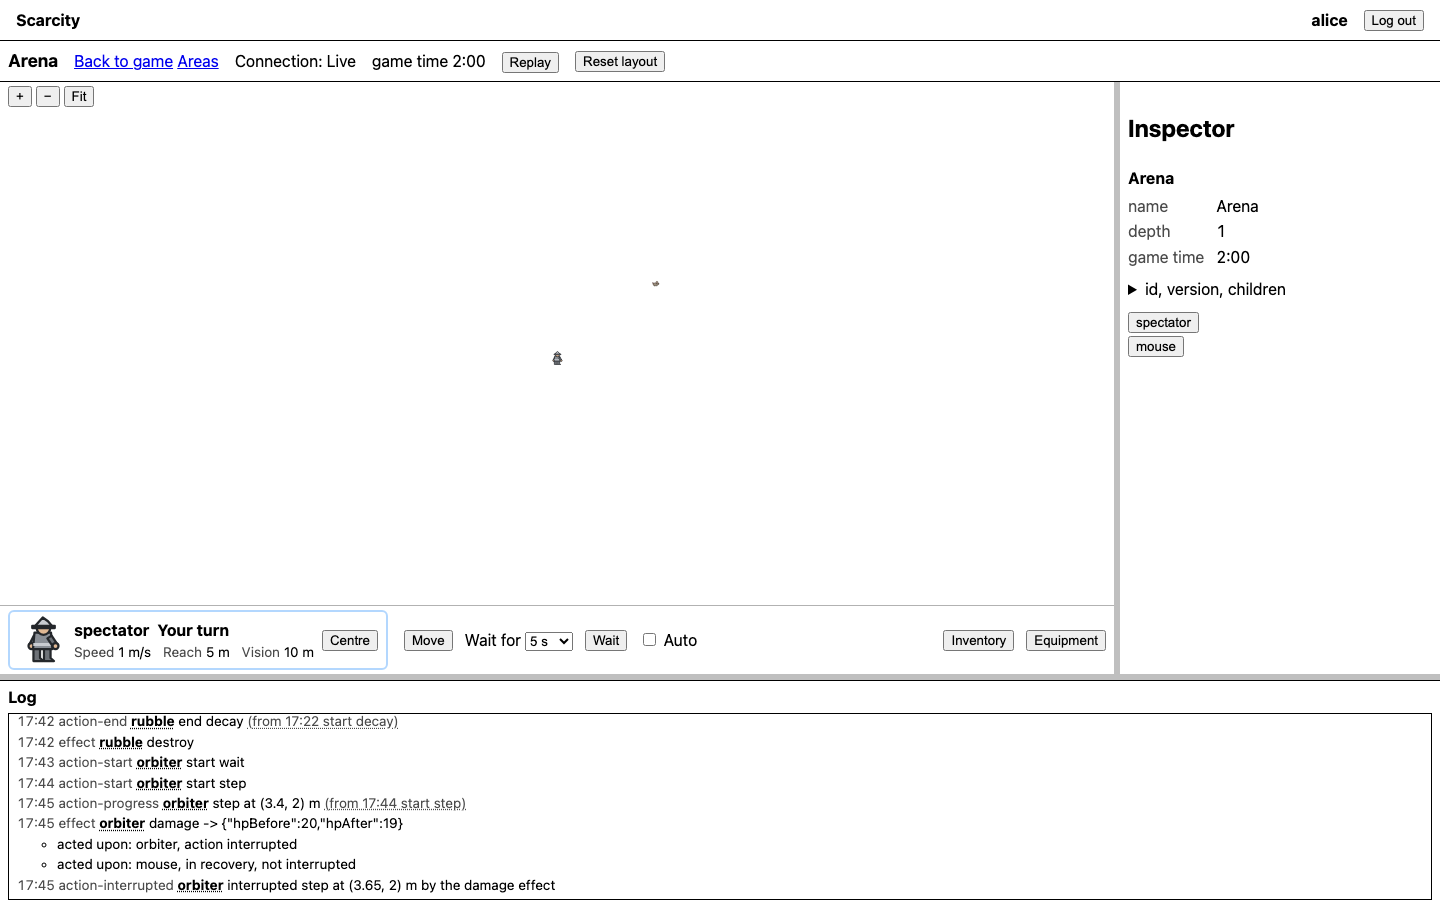 Scarcity
alice
Log out
Arena
Back to game
Areas
Connection: Live
game time 2:00
Replay
Reset layout
+
−
Fit
Inspector
Arena
name Arena
depth 1
game time 2:00
▶ id, version, children
spectator
mouse
spectator Your turn
Speed 1 m/s Reach 5 m Vision 10 m
Centre
Move
Wait for 5 s
Wait
Auto
Inventory
Equipment
Log
17:42 action-end rubble end decay (from 17:22 start decay)
17:42 effect rubble destroy
17:43 action-start orbiter start wait
17:44 action-start orbiter start step
17:45 action-progress orbiter step at (3.4, 2) m (from 17:44 start step)
17:45 effect orbiter damage -> {"hpBefore":20,"hpAfter":19}
acted upon: orbiter, action interrupted
acted upon: mouse, in recovery, not interrupted
17:45 action-interrupted orbiter interrupted step at (3.65, 2) m by the damage effect